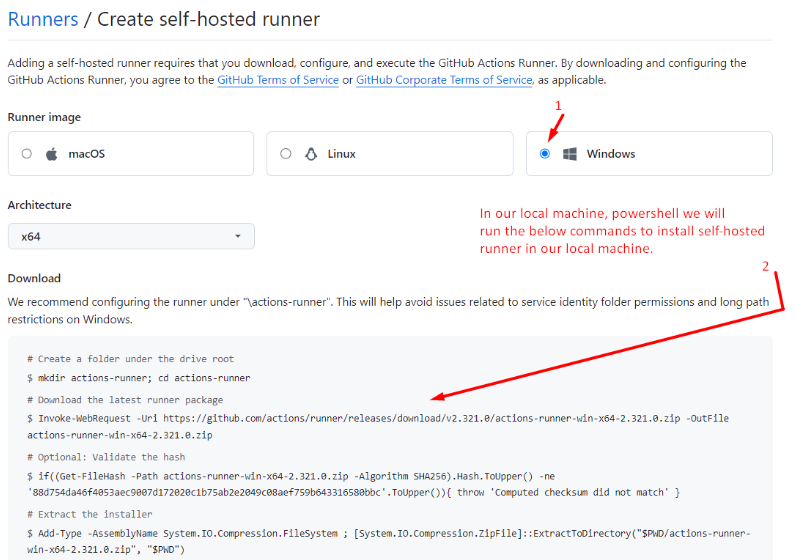 Runners / Create self-hosted runner
Adding a self-hosted runner requires that you download, configure, and execute the GitHub Actions Runner. By downloading and configuring the
GitHub Actions Runner, you agree to the GitHub Terms of Service or GitHub Corporate Terms of Service, as applicable.
1
Runner image
macOS
Linux
Windows
Architecture
x64
In our local machine, powershell we will
run the below commands to install self-hosted
runner in our local machine.
2
Download
We recommend configuring the runner under "\actions-runner". This will help avoid issues related to service identity folder permissions and long path
restrictions on Windows.
# Create a folder under the drive root
$ mkdir actions-runner; cd actions-runner
# Download the latest runner package
$ Invoke-WebRequest -Uri https://github.com/actions/runner/releases/download/v2.321.0/actions-runner-win-x64-2.321.0.zip -OutFile
actions-runner-win-x64-2.321.0.zip
# Optional: Validate the hash
$ if((Get-FileHash -Path actions-runner-win-x64-2.321.0.zip -Algorithm SHA256).Hash.ToUpper() -ne
'88d754da46f4053aec9007d172020c1b75ab2e2049c08aef759b643316580bbc'.ToUpper()){ throw 'Computed checksum did not match' }
# Extract the installer
$ Add-Type -AssemblyName System.IO.Compression.FileSystem ; [System.IO.Compression.ZipFile]::ExtractToDirectory("$PWD/actions-runner-
win-x64-2.321.0.zip", "$PWD")